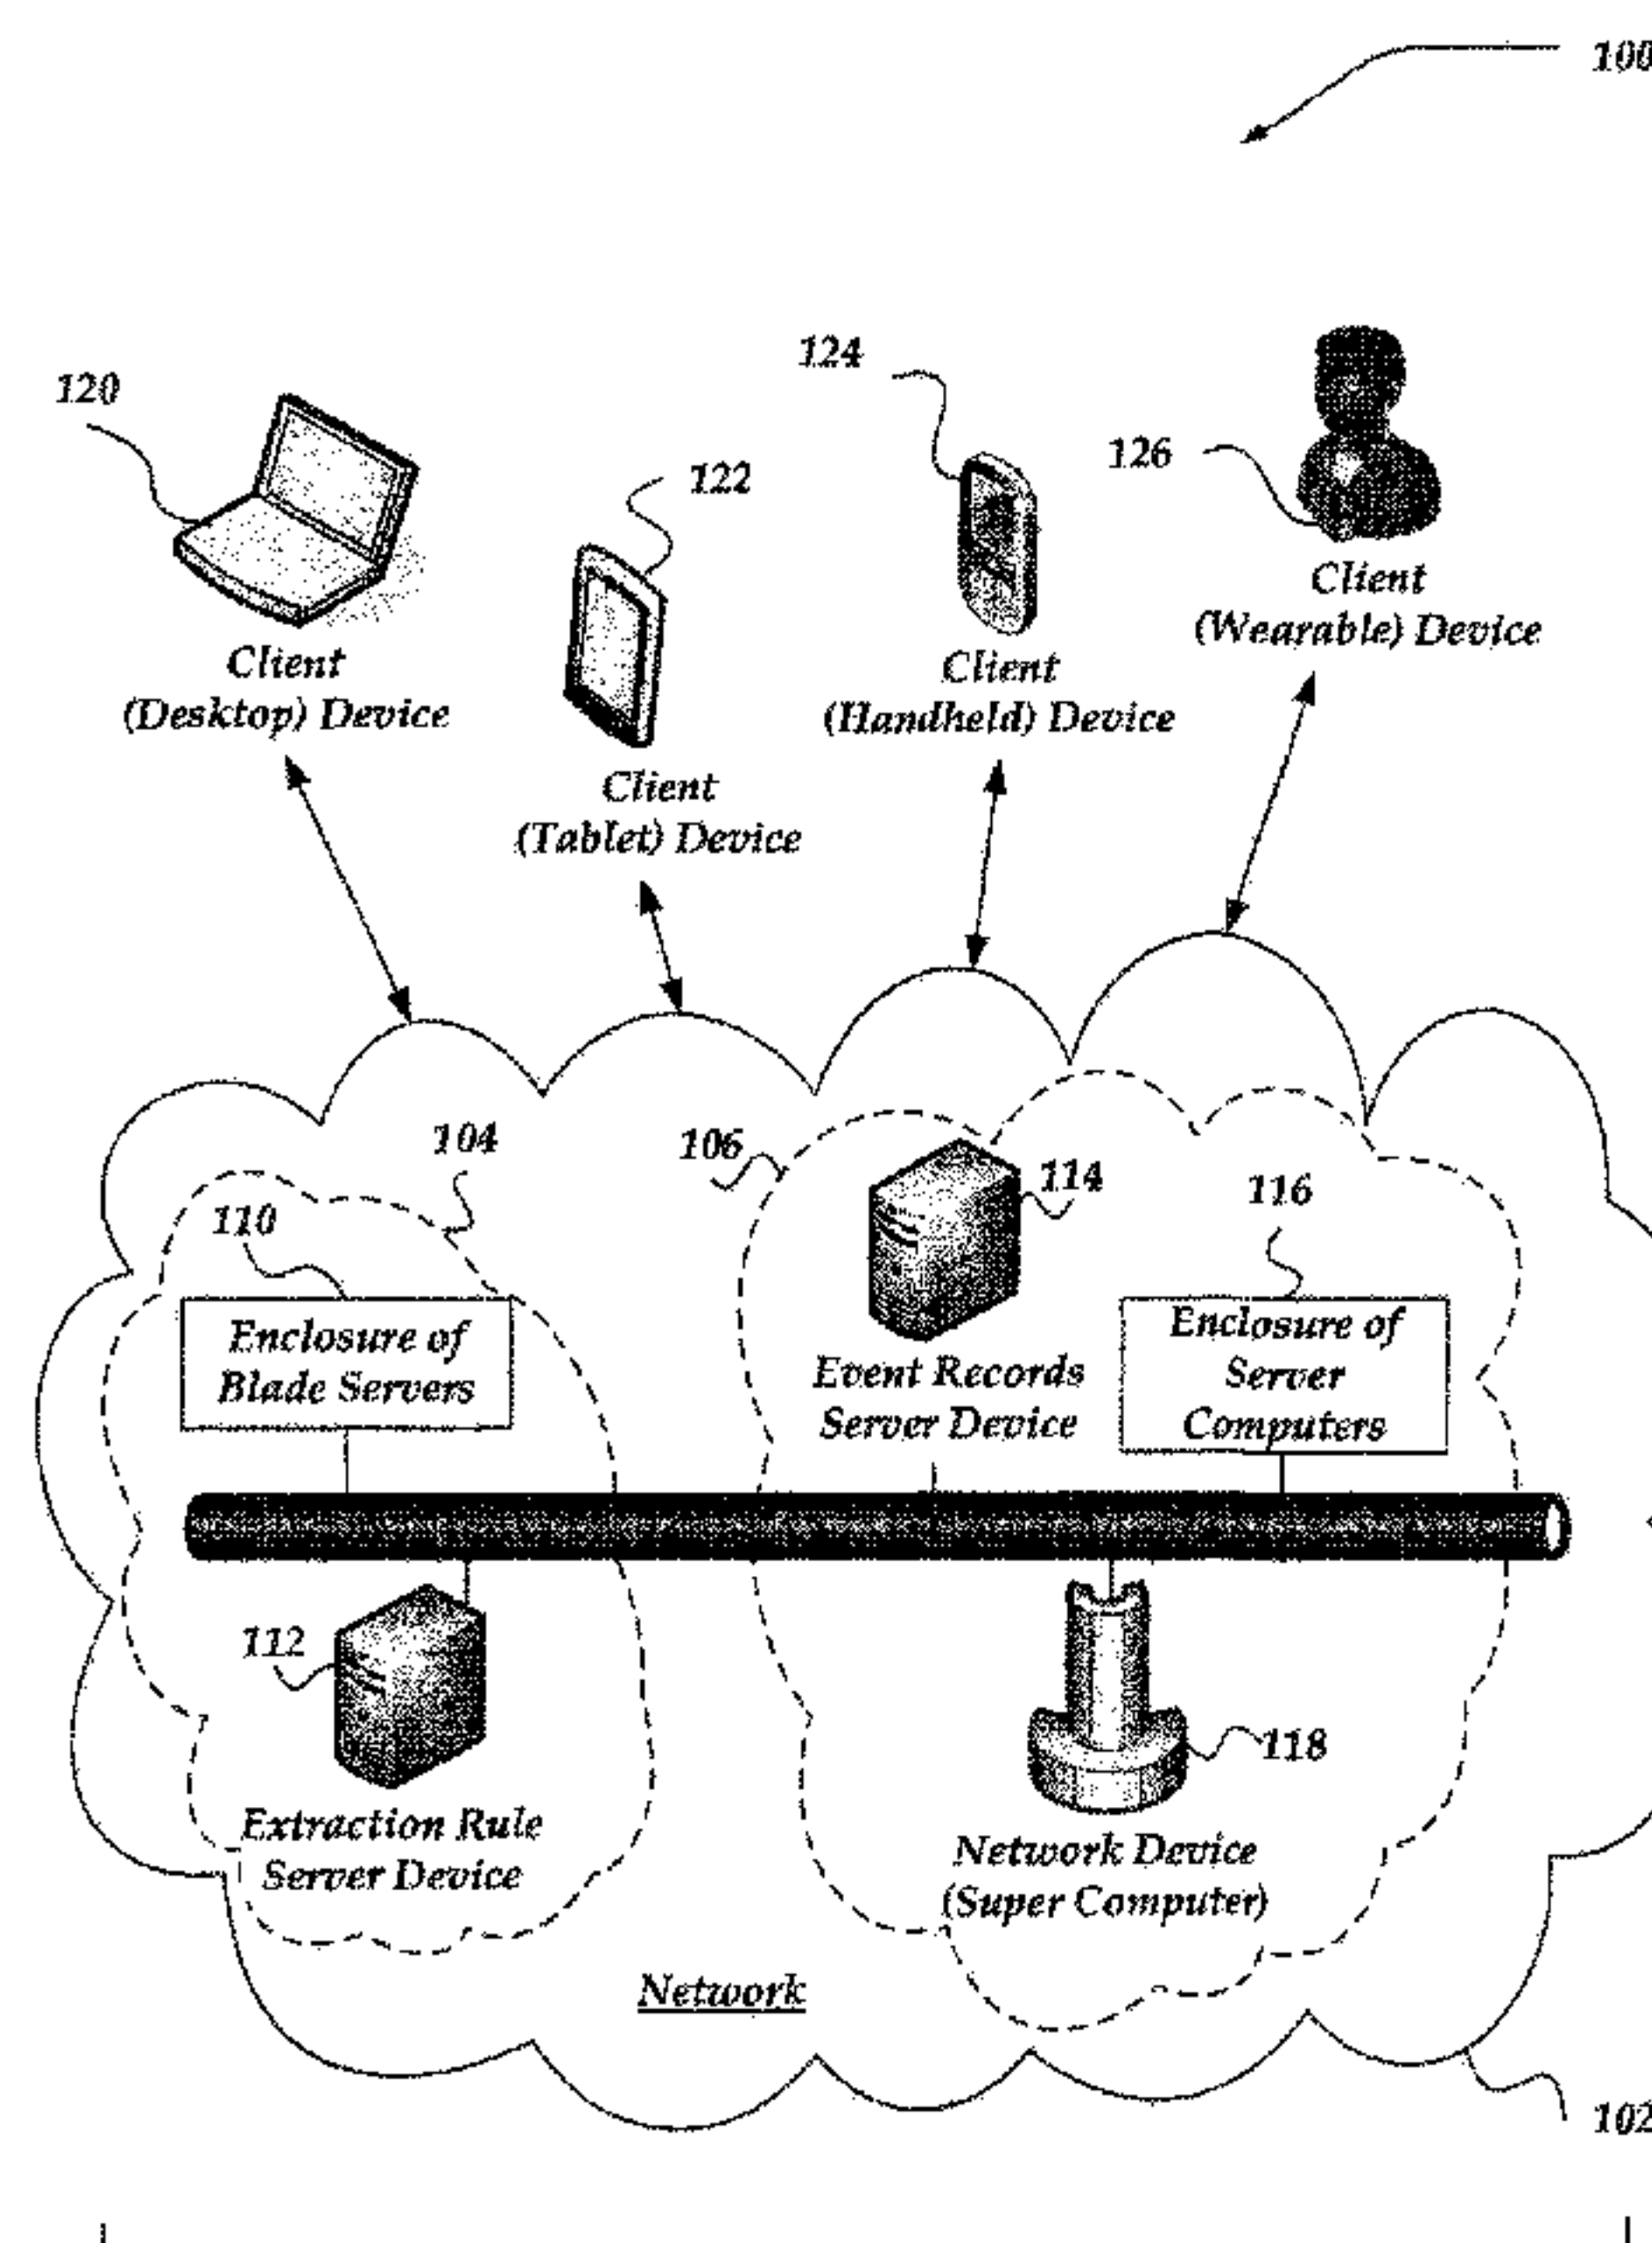 100
124
120
126
122
Client
(Wearable) Device
Client
(Desktop) Device
Client
(Handheld) Device
Client
(Tablet) Device
104
106
114
116
110
Enclosure of
Blade Servers
Event Records
Server Device
Enclosure of
Server
Computers
112
118
Extraction Rule
Server Device
Network Device
(Super Computer)
Network
102